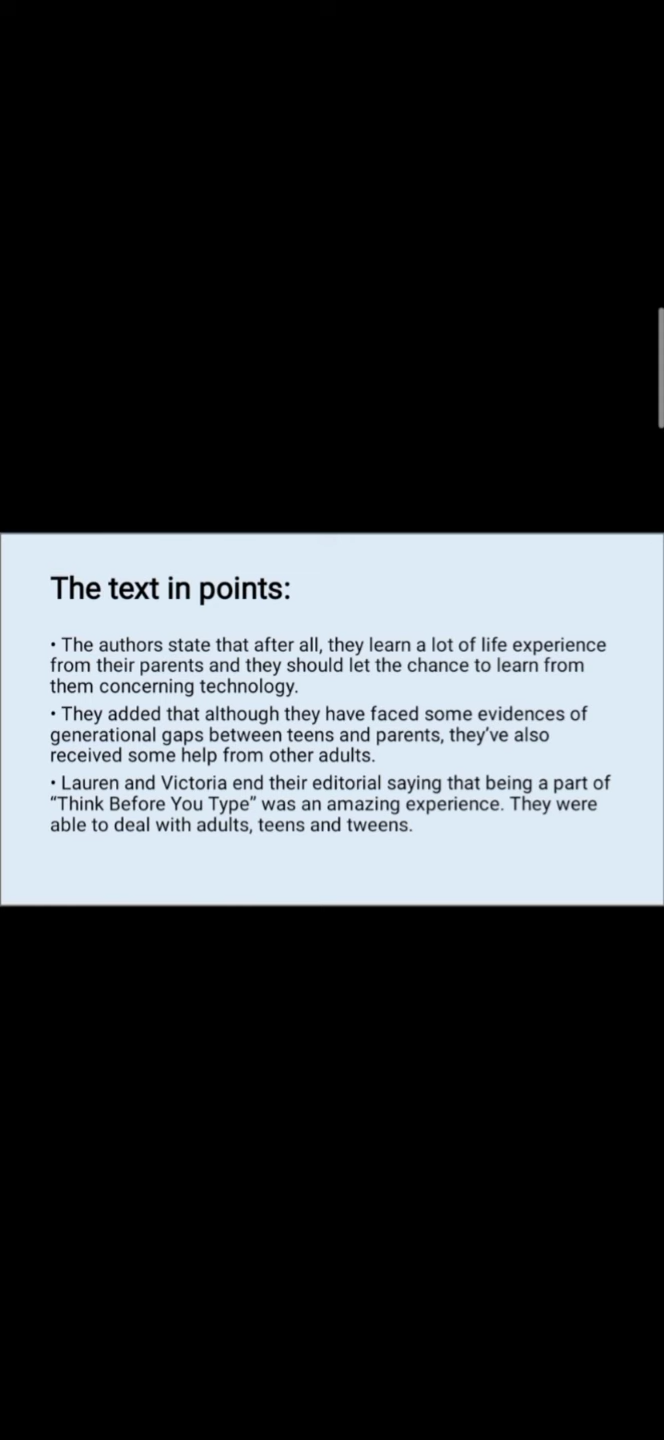 The text in points:
• The authors state that after all, they learn a lot of life experience
from their parents and they should let the chance to learn from
them concerning technology.
• They added that although they have faced some evidences of
generational gaps between teens and parents, they've also
received some help from other adults.
• Lauren and Victoria end their editorial saying that being a part of
“Think Before You Type” was an amazing experience. They were
able to deal with adults, teens and tweens.